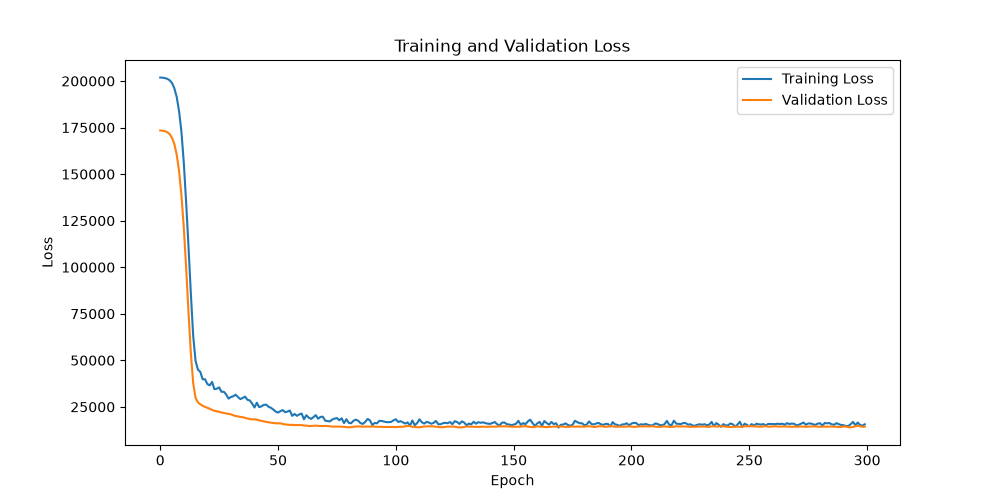 Training and Validation Loss
Training Loss
Validation Loss
Loss
200000
175000
150000
125000
100000
75000
50000
25000
0 50 100 150 200 250 300
Epoch